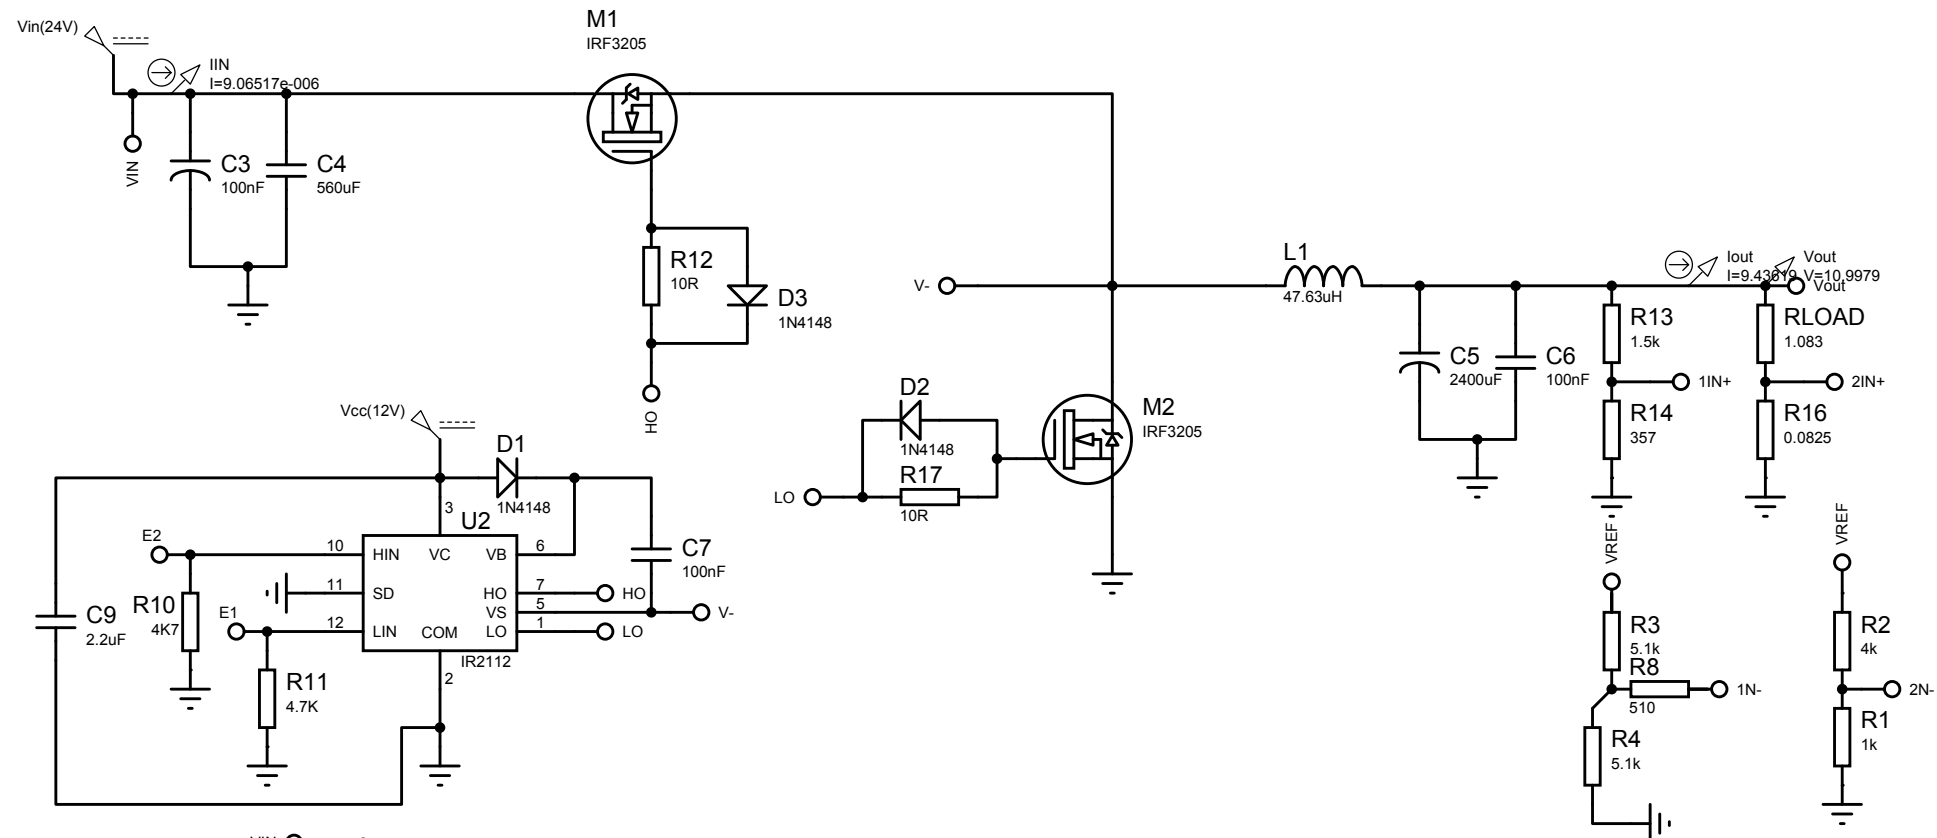 Vin(24V)
IIN
I=9.06517e-006
M1
IRF3205
VIN
C3
100nF
C4
560uF
R12
10R
D3
1N4148
HO
V-
L1
47.63uH
Iout
I=9.43619
Vout
V=10.9979
Vout
C5
2400uF
C6
100nF
R13
1.5k
1IN+
R14
357
RLOAD
1.083
2IN+
R16
0.0825
D2
1N4148
R17
10R
LO
M2
IRF3205
Vcc(12V)
D1
1N4148
3
U2
E2
10
HIN
VC
VB
6
C7
100nF
11
SD
HO
7
HO
VS
5
V-
E1
12
LIN
COM
LO
1
LO
IR2112
2
C9
2.2uF
R10
4K7
R11
4.7K
VREF
R3
5.1k
R8
510
1N-
R4
5.1k
VREF
R2
4k
2N-
R1
1k
VIN